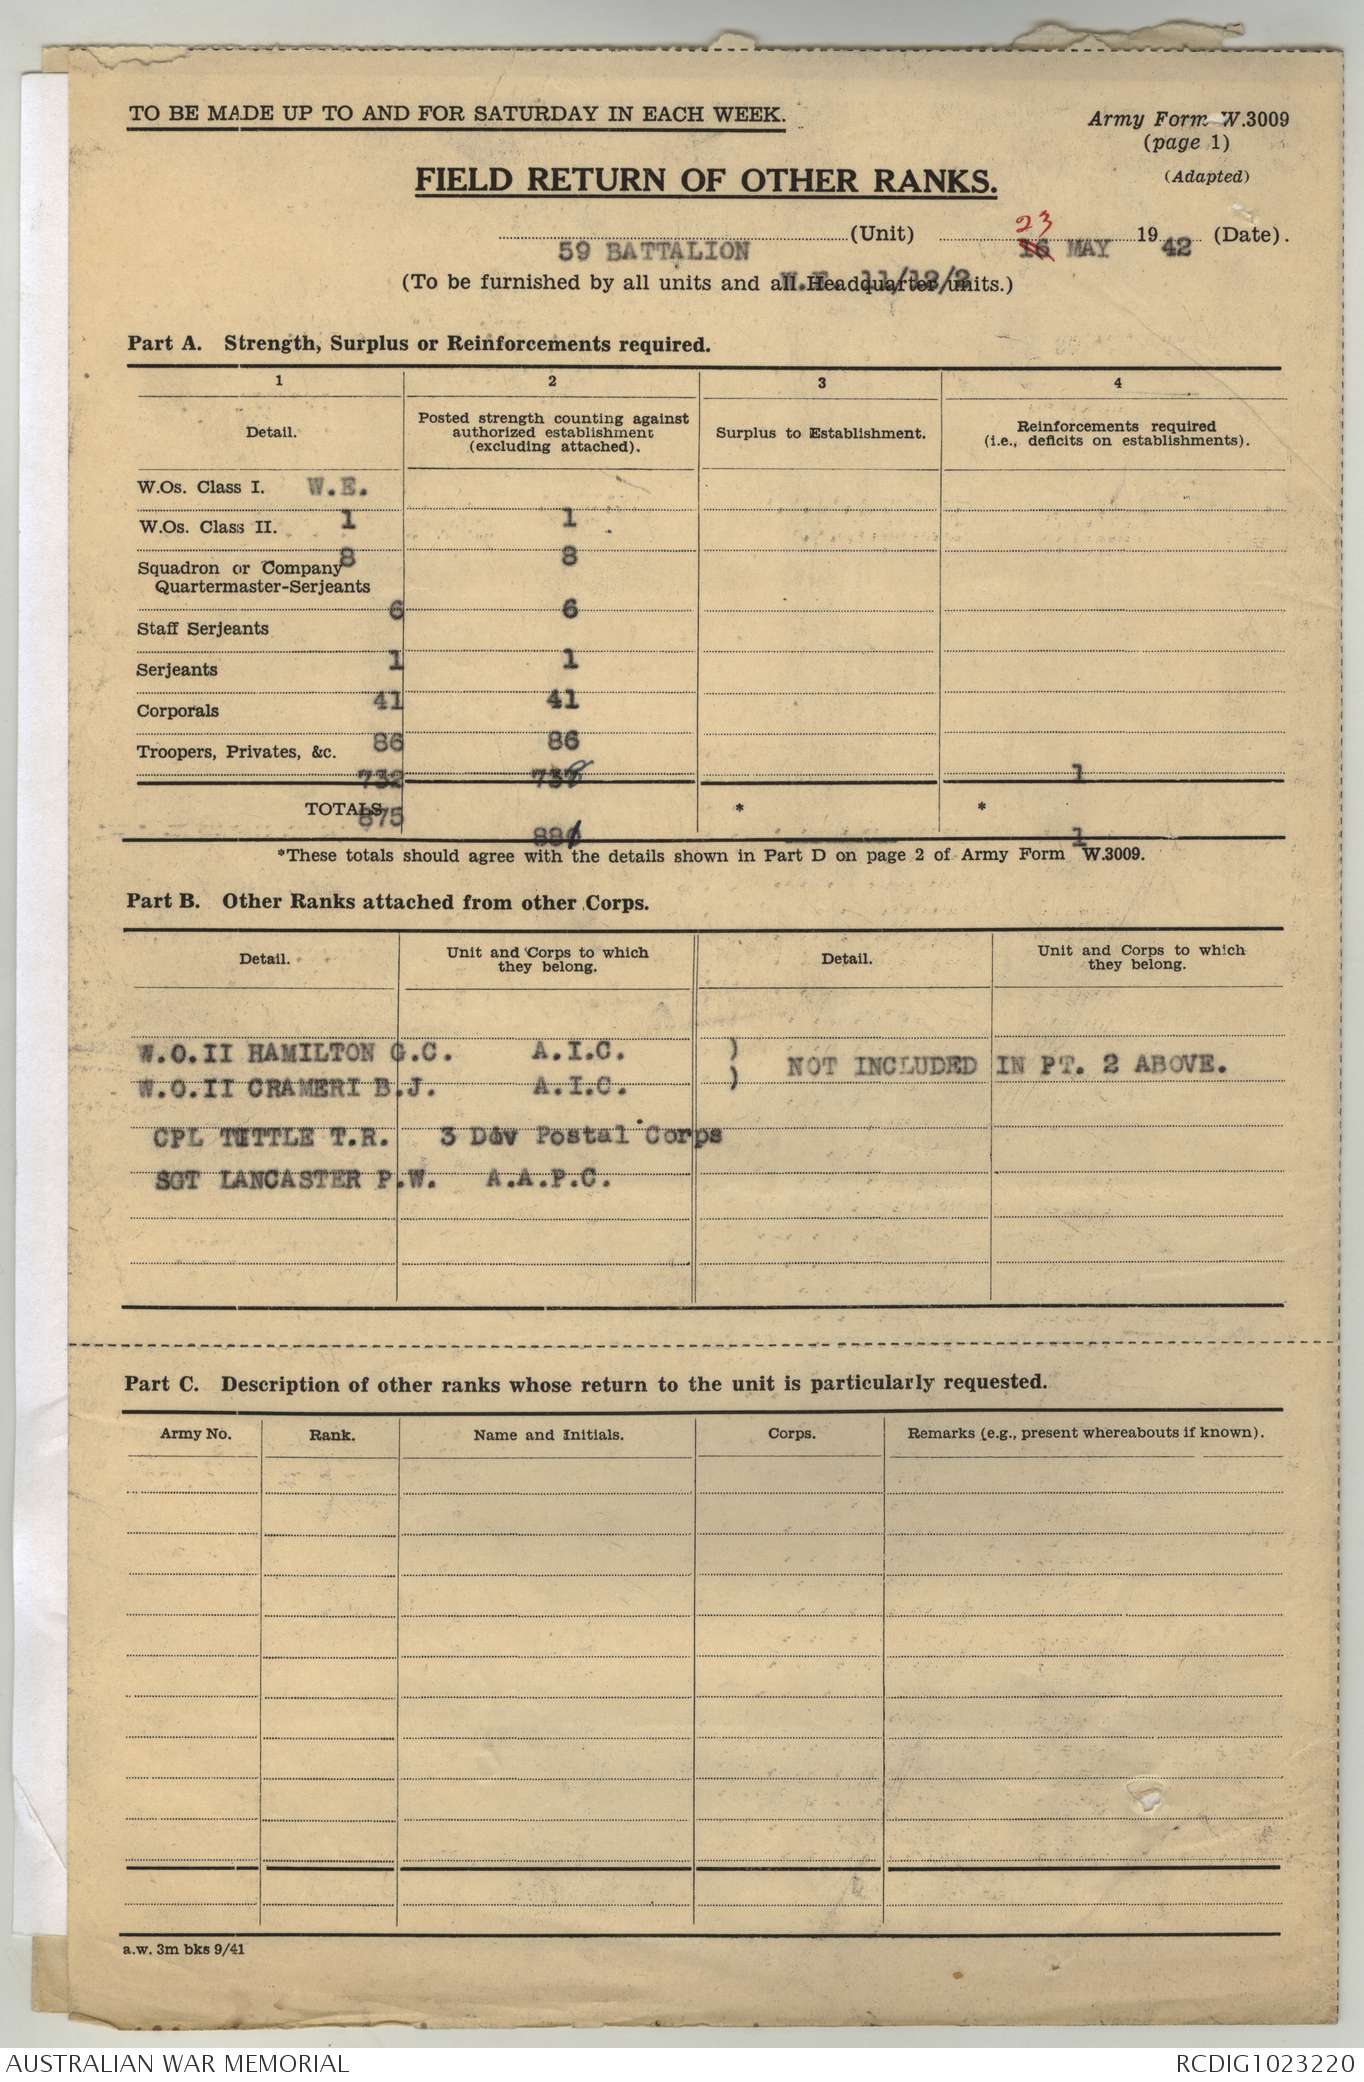 TO BE MADE UP TO AND FOR SATURDAY IN EACH WEEK.
Army Form W.3009
(page 1)
(Adapted)
FIELD RETURN OF OTHER RANKS.
59 BATTALION (Unit) 23 16 MAY 1942 (Date).
(To be furnished by all units and all Headquarter units.)
W.E. 11/12/2
Part A. Strength, Surplus or Reinforcements required.
1 2 3 4
Detail. Posted strength counting against authorized establishment (excluding attached). Surplus to Establishment. Reinforcements required (i.e., deficits on establishments).
W.Os. Class I. W.E.
1 1
W.Os. Class II.
8 8
Squadron or Company
Quartermaster-Serjeants
6 6
Staff Serjeants
1 1
Serjeants
41 41
Corporals
86 86
Troopers, Privates, &c.
732 1
TOTALS * *
875
1
*These totals should agree with the details shown in Part D on page 2 of Army Form W.3009.
Part B. Other Ranks attached from other Corps.
Detail. Unit and Corps to which they belong. Detail. Unit and Corps to which they belong.
W.O.II HAMILTON G.C. A.I.C. )
NOT INCLUDED IN PT. 2 ABOVE.
W.O.II CRAMERI B.J. A.I.C. )
CPL TUTTLE T.R. 3 Div Postal Corps
SGT LANCASTER P.W. A.A.P.C.
Part C. Description of other ranks whose return to the unit is particularly requested.
Army No. Rank. Name and Initials. Corps. Remarks (e.g., present whereabouts if known).
a.w. 3m bks 9/41
AUSTRALIAN WAR MEMORIAL RCDIG1023220